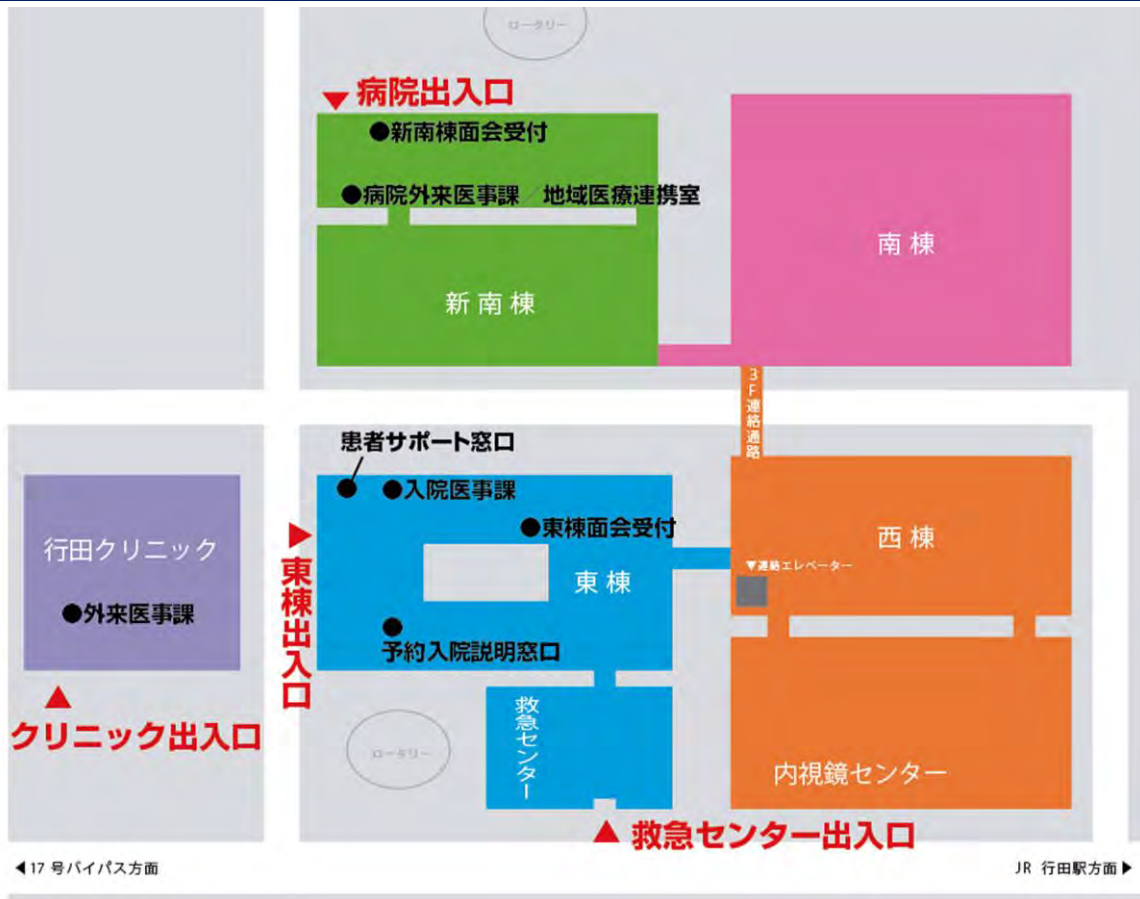 ロータリー
病院出入口
●新南棟面会受付
●病院外来医事課／地域医療連携室
新南棟
南棟
3F連絡通路
患者サポート窓口
●入院医事課
●東棟面会受付
東棟
予約入院説明窓口
東棟出入口
行田クリニック
●外来医事課
クリニック出入口
西棟
▼連絡エレベーター
救急センター
ロータリー
内視鏡センター
救急センター出入口
◀17 号バイパス方面
JR 行田駅方面▶